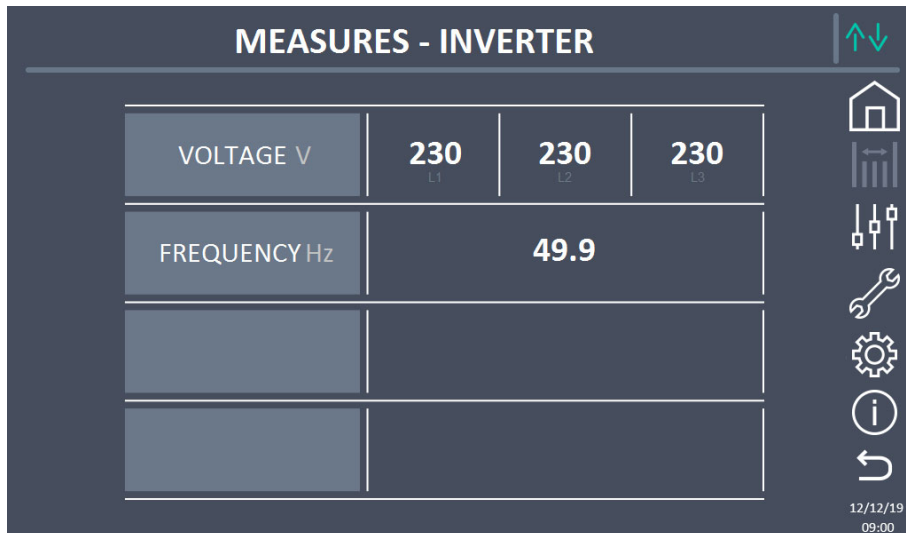 MEASURES - INVERTER
VOLTAGE V
230 230 230
L1 L2 L3
FREQUENCY Hz
49.9
12/12/19
09:00